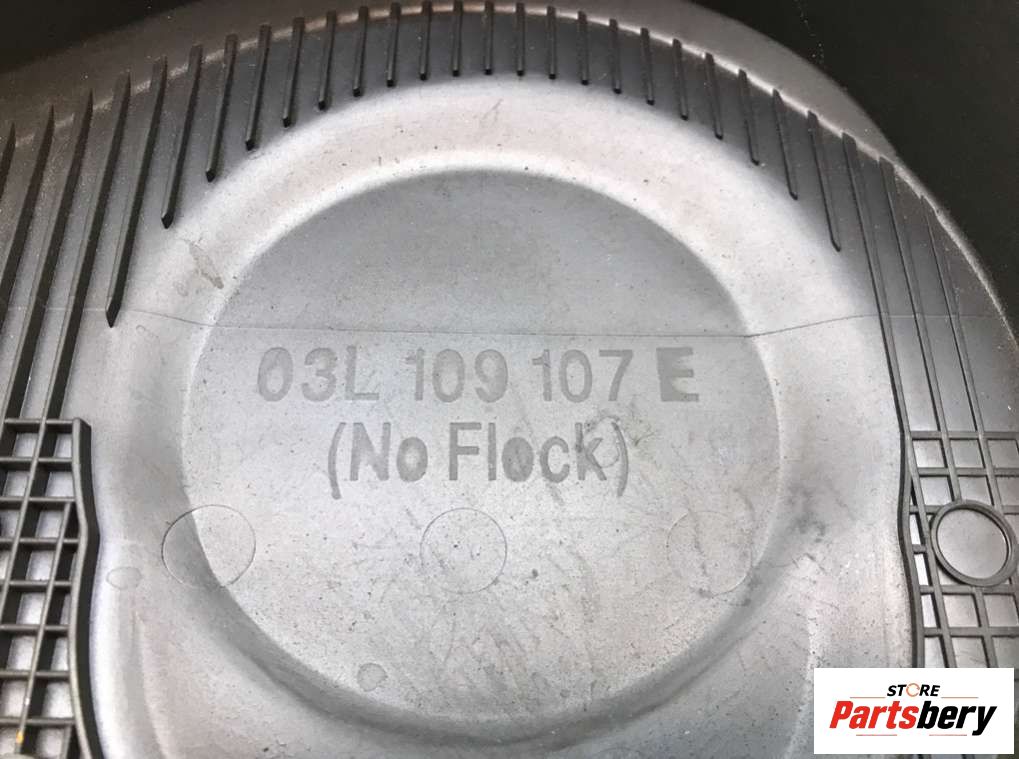 03L 109 107 E
(No Flock)
STORE
Partsbery